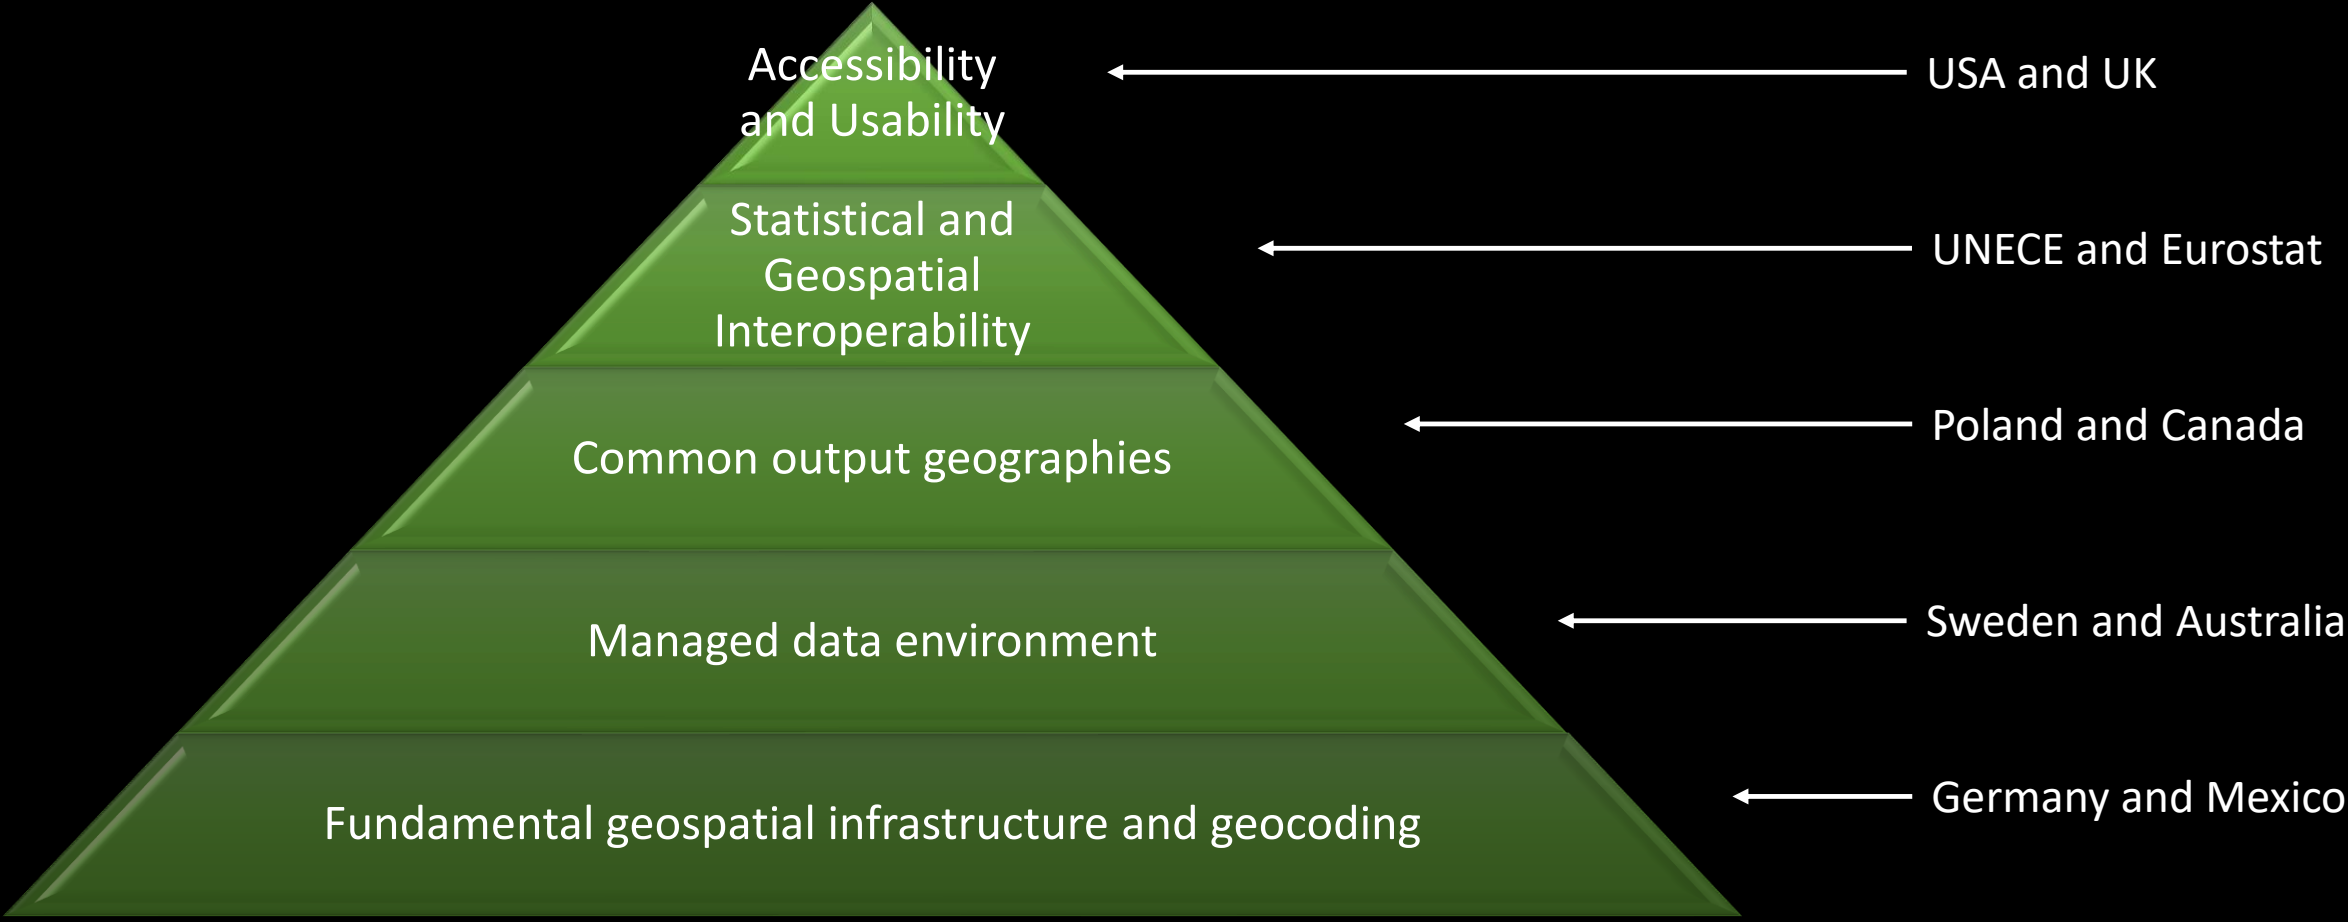 Accessibility
and Usability
USA and UK
Statistical and
Geospatial
Interoperability
UNECE and Eurostat
Common output geographies
Poland and Canada
Managed data environment
Sweden and Australia
Fundamental geospatial infrastructure and geocoding
Germany and Mexico